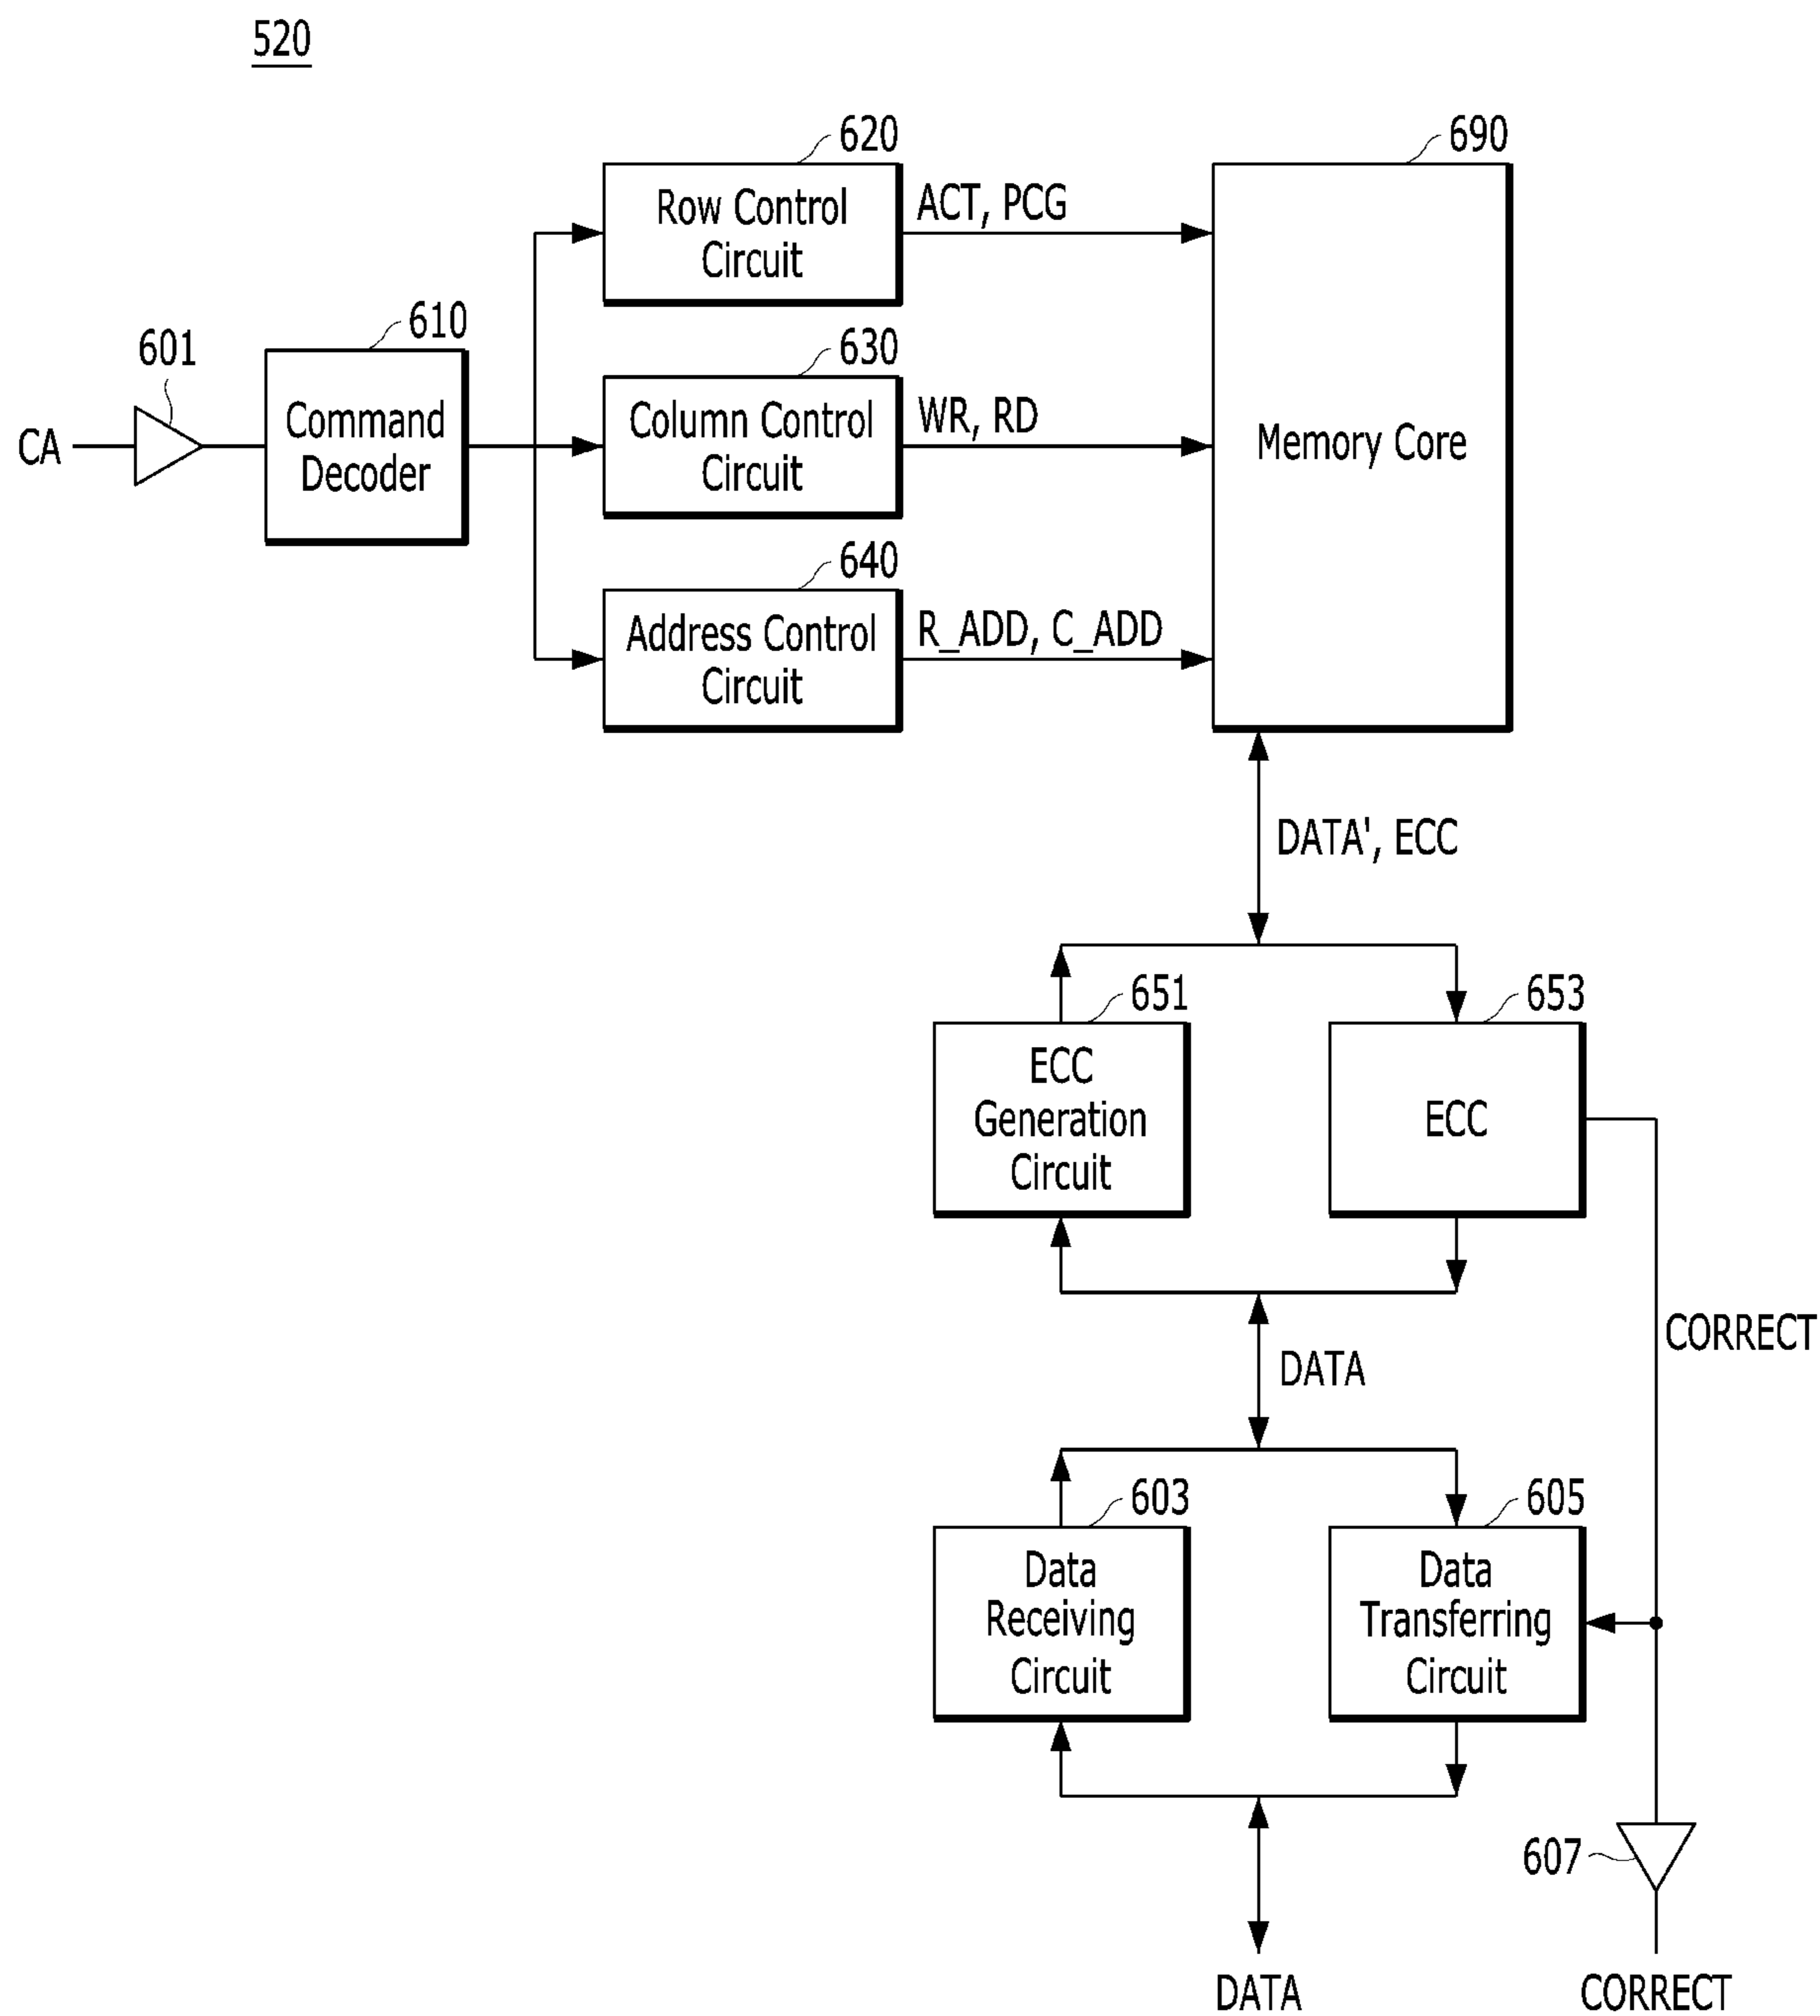 520
620
690
Row Control
Circuit
ACT, PCG
601
610
630
CA
Command
Decoder
Column Control
Circuit
WR, RD
Memory Core
640
Address Control
Circuit
R_ADD, C_ADD
DATA', ECC
651
653
ECC
Generation
Circuit
ECC
CORRECT
DATA
603
605
Data
Receiving
Circuit
Data
Transferring
Circuit
607
DATA
CORRECT